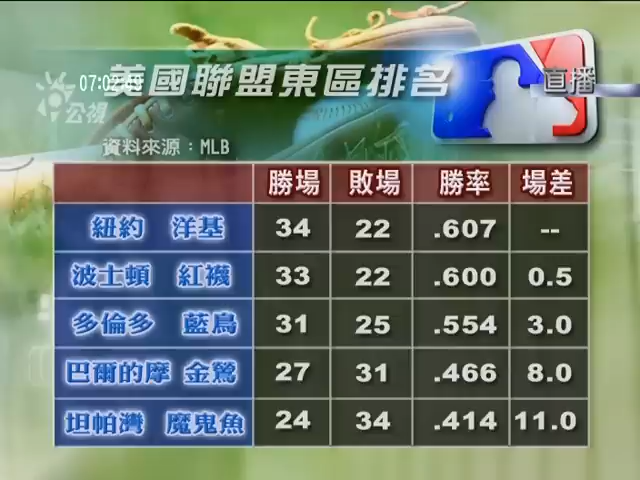 07:02:49
美國聯盟東區排名
直播
公視
資料來源：MLB
勝場 敗場 勝率 場差
紐約 洋基 34 22 .607 --
波士頓 紅襪 33 22 .600 0.5
多倫多 藍鳥 31 25 .554 3.0
巴爾的摩 金鶯 27 31 .466 8.0
坦帕灣 魔鬼魚 24 34 .414 11.0